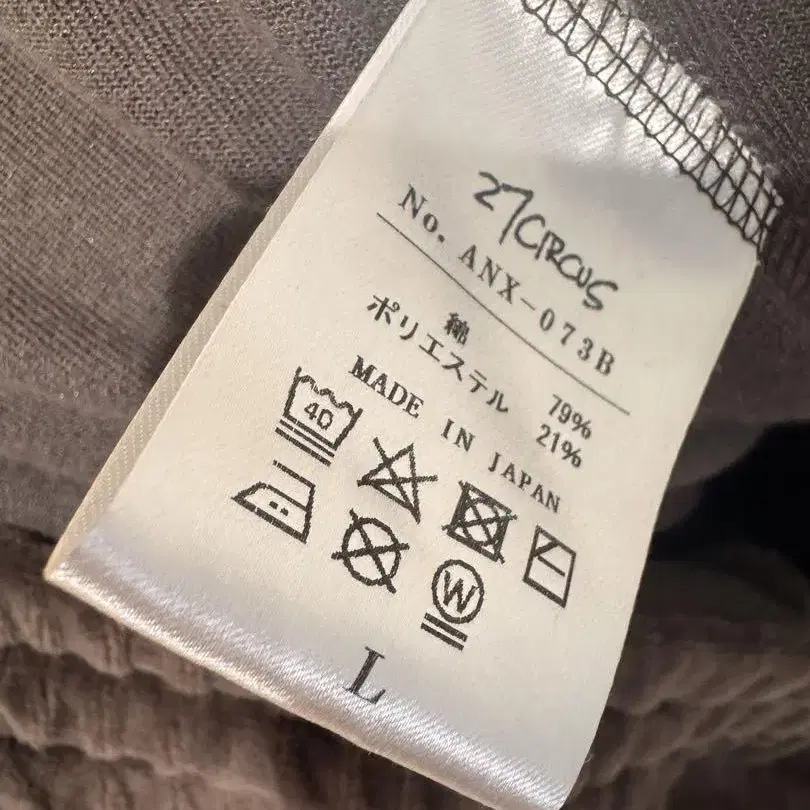 27CIRCUS
No. ANX-073B
綿 79%
ポリエステル 21%
MADE IN JAPAN
40
W
L